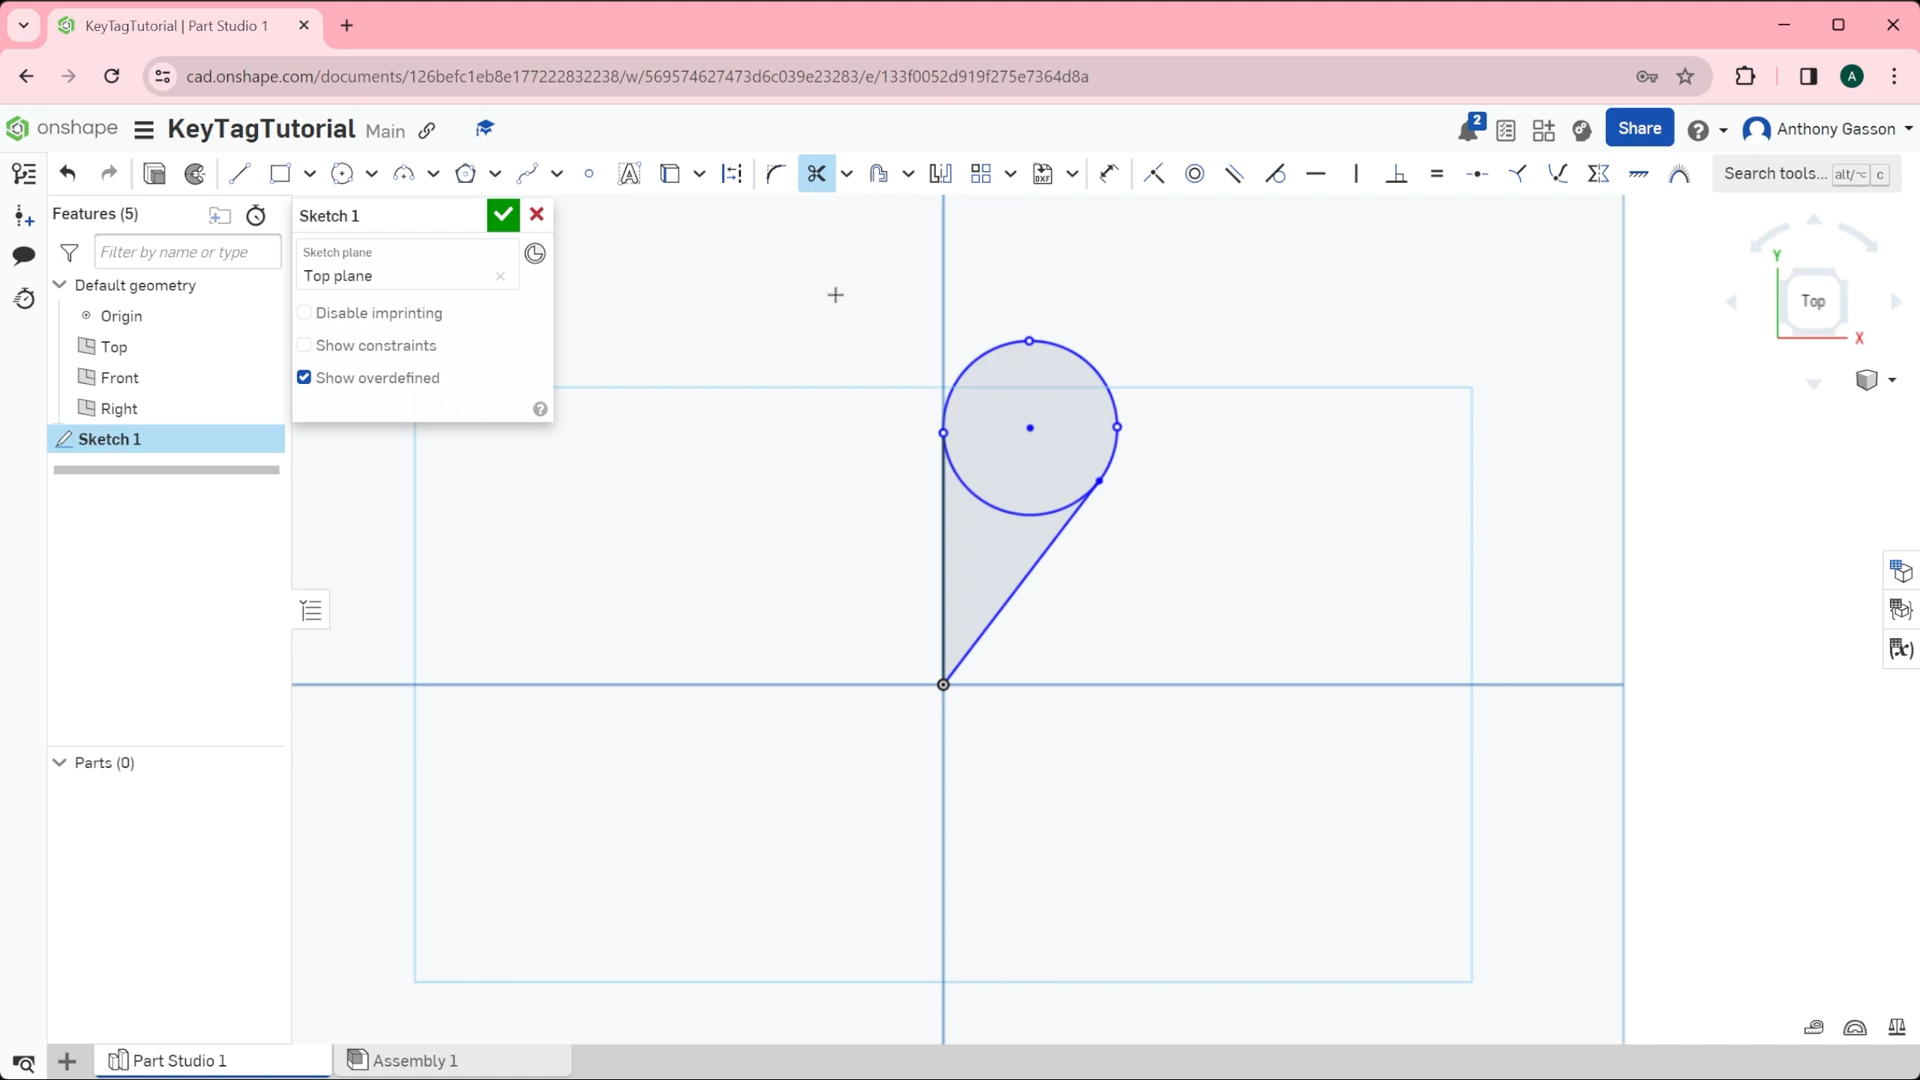 KeyTagTutorial | Part Studio 1
cad.onshape.com/documents/126befc1eb8e177222832238/w/569574627473d6c039e23283/e/133f0052d919f275e7364d8a
A
onshape
KeyTagTutorial Main
2
Share
Anthony Gasson
DXF
Search tools... alt/⌥ c
Features (5)
Filter by name or type
Default geometry
Origin
Top
Front
Right
Sketch 1
Sketch 1
Sketch plane
Top plane
Disable imprinting
Show constraints
Show overdefined
Y
Top
X
(x)
Parts (0)
Part Studio 1
Assembly 1